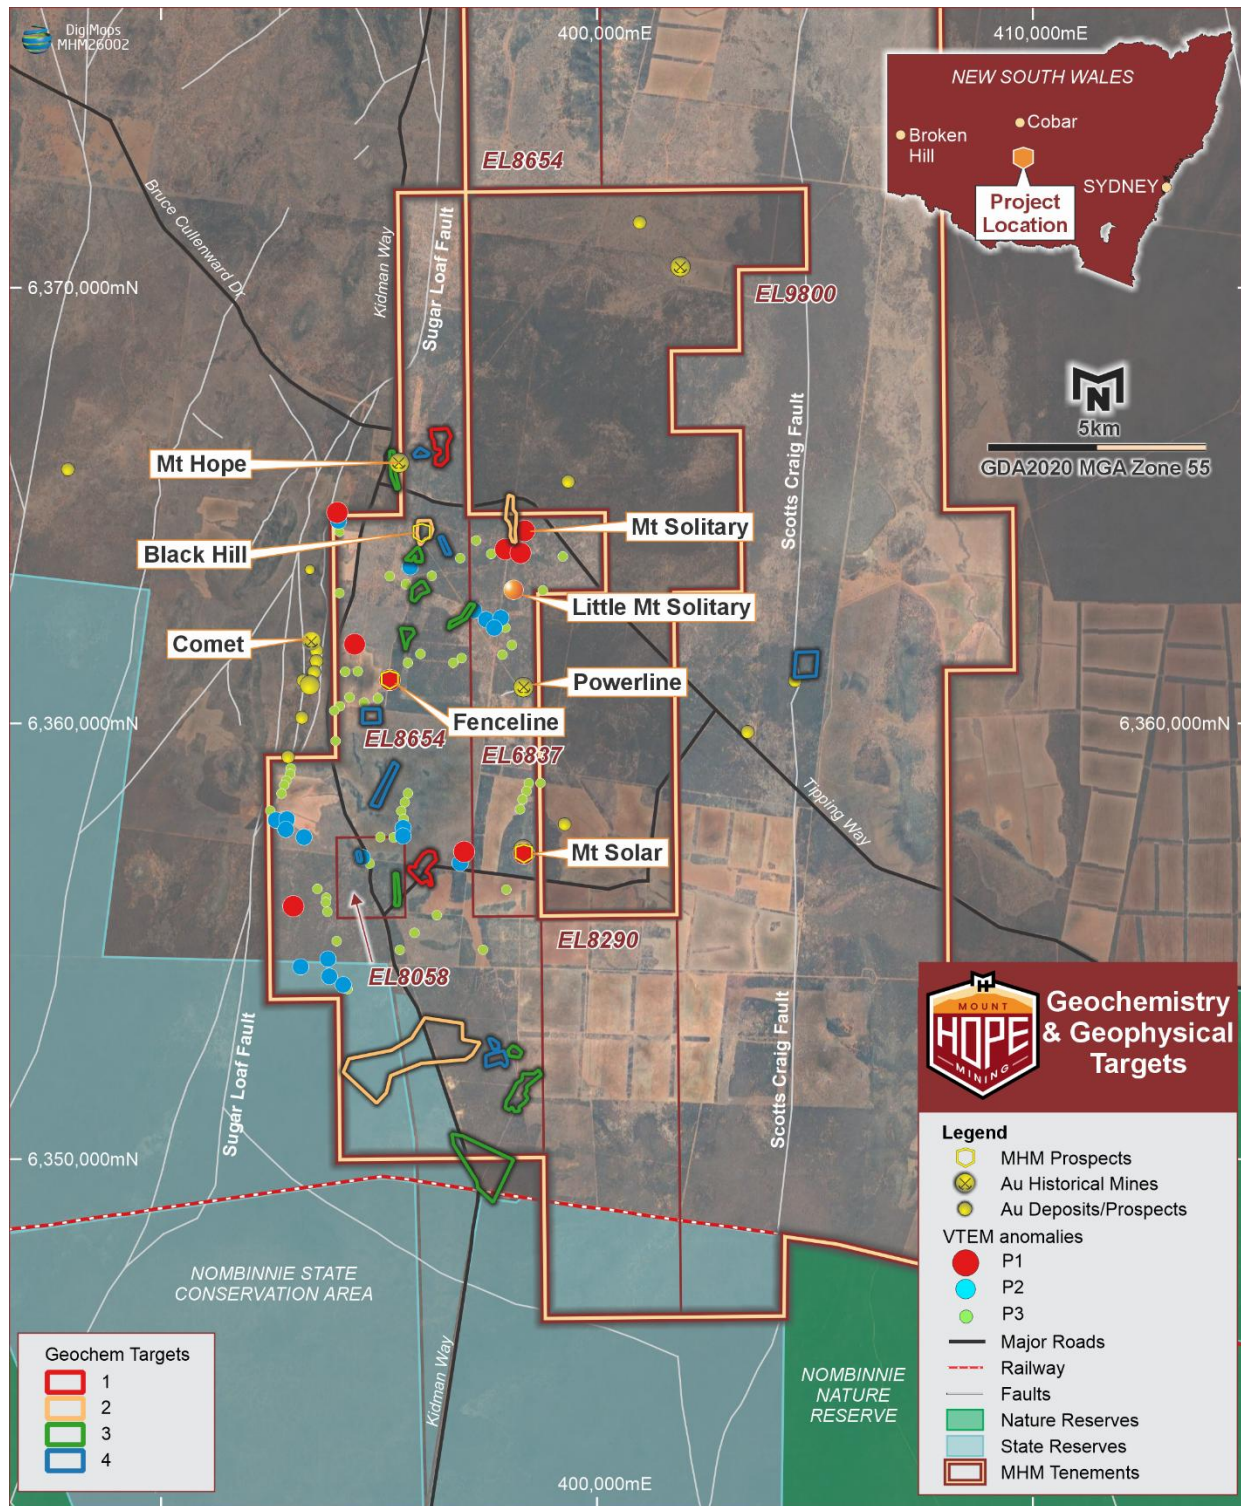 DigMaps
MHM26002
400,000mE
410,000mE
NEW SOUTH WALES
Cobar
Broken
Hill
SYDNEY
Project
Location
EL8654
Bruce Cullenward Dr
Kidman Way
Sugar Loaf Fault
6,370,000mN
EL9800
N
5km
GDA2020 MGA Zone 55
Scotts Craig Fault
Mt Hope
Mt Solitary
Black Hill
Little Mt Solitary
Comet
Powerline
Fenceline
6,360,000mN
6,360,000mN
EL8654
EL6837
Tipping Way
Mt Solar
EL8290
EL8058
Sugar Loaf Fault
Scotts Craig Fault
6,350,000mN
MOUNT
HOPE
MINING
Geochemistry
& Geophysical
Targets
Legend
MHM Prospects
Au Historical Mines
Au Deposits/Prospects
VTEM anomalies
P1
P2
P3
Major Roads
Railway
Faults
Nature Reserves
State Reserves
MHM Tenements
NOMBINNIE STATE
CONSERVATION AREA
Kidman Way
NOMBINNIE
NATURE
RESERVE
Geochem Targets
1
2
3
4
400,000mE